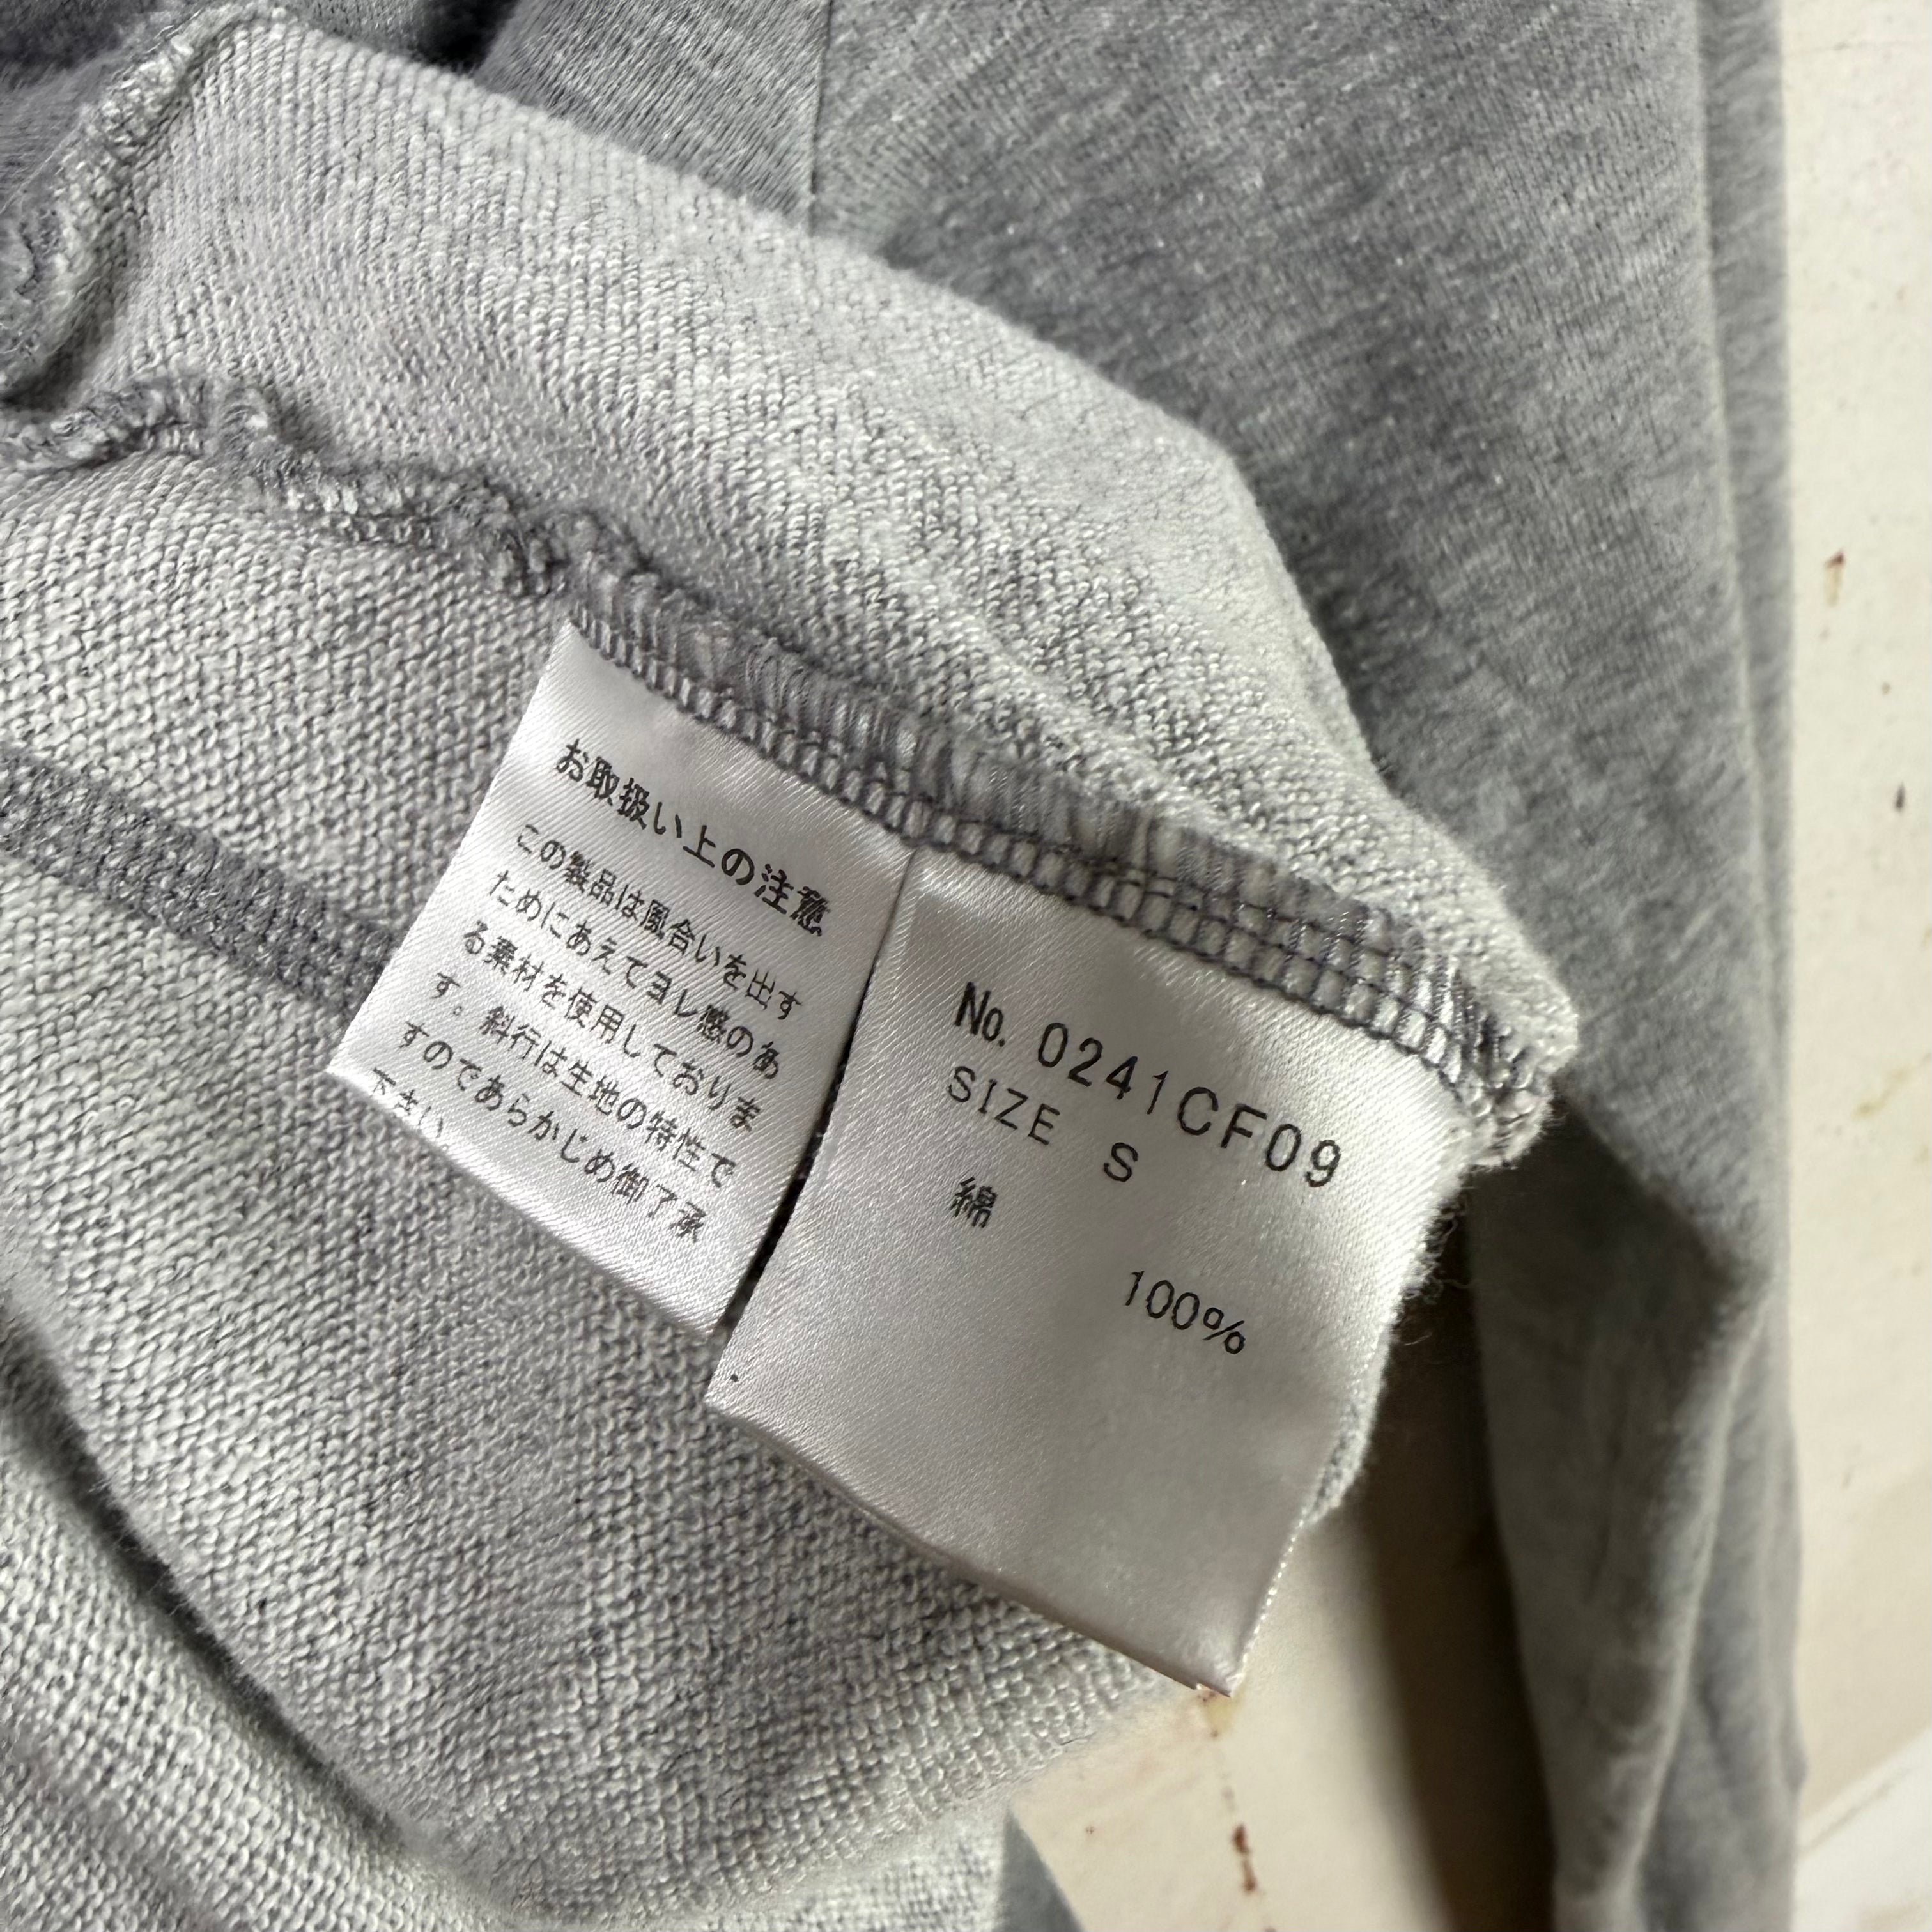 お取扱い上の注意
この製品は風合いを出す
ためにあえてヨレ感のあ
る素材を使用しておりま
す。斜行は生地の特性で
すのであらかじめ御了承
下さい
No. 0241CF09
SIZE S
綿
100%